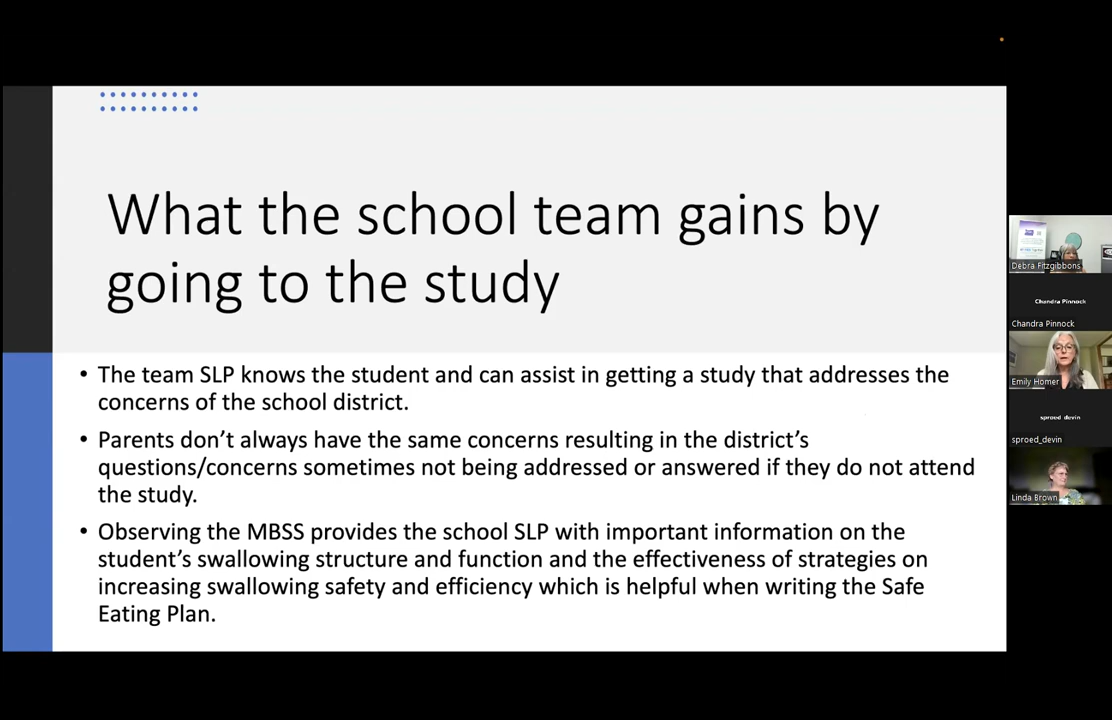 What the school team gains by
going to the study
• The team SLP knows the student and can assist in getting a study that addresses the
concerns of the school district.
• Parents don't always have the same concerns resulting in the district's
questions/concerns sometimes not being addressed or answered if they do not attend
the study.
• Observing the MBSS provides the school SLP with important information on the
student's swallowing structure and function and the effectiveness of strategies on
increasing swallowing safety and efficiency which is helpful when writing the Safe
Eating Plan.
Debra Fitzgibbons
Chandra Pinnock
Chandra Pinnock
Emily Homer
sproed devin
sproed_devin
Linda Brown